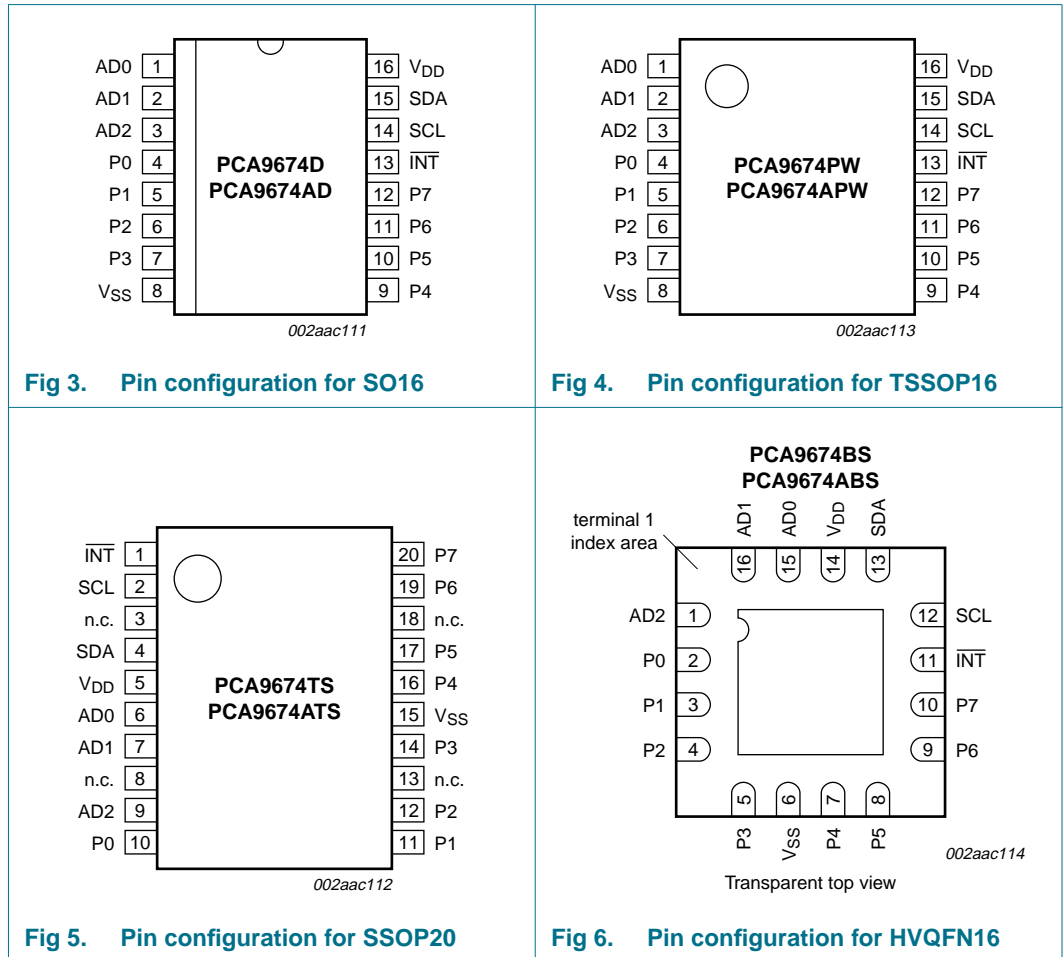 AD0 1 16 VDD
AD1 2 15 SDA
AD2 3 14 SCL
P0 4 13 INT
PCA9674D
P1 5 12 P7
PCA9674AD
P2 6 11 P6
P3 7 10 P5
VSS 8 9 P4
002aac111
Fig 3. Pin configuration for SO16
AD0 1 16 VDD
AD1 2 15 SDA
AD2 3 14 SCL
P0 4 13 INT
PCA9674PW
P1 5 12 P7
PCA9674APW
P2 6 11 P6
P3 7 10 P5
VSS 8 9 P4
002aac113
Fig 4. Pin configuration for TSSOP16
INT 1 20 P7
SCL 2 19 P6
n.c. 3 18 n.c.
SDA 4 17 P5
VDD 5 PCA9674TS 16 P4
AD0 6 PCA9674ATS 15 VSS
AD1 7 14 P3
n.c. 8 13 n.c.
AD2 9 12 P2
P0 10 11 P1
002aac112
Fig 5. Pin configuration for SSOP20
PCA9674BS
PCA9674ABS
terminal 1
index area
AD1 AD0 VDD SDA
16 15 14 13
AD2 1 12 SCL
P0 2 11 INT
P1 3 10 P7
P2 4 9 P6
5 6 7 8
P3 VSS P4 P5
002aac114
Transparent top view
Fig 6. Pin configuration for HVQFN16